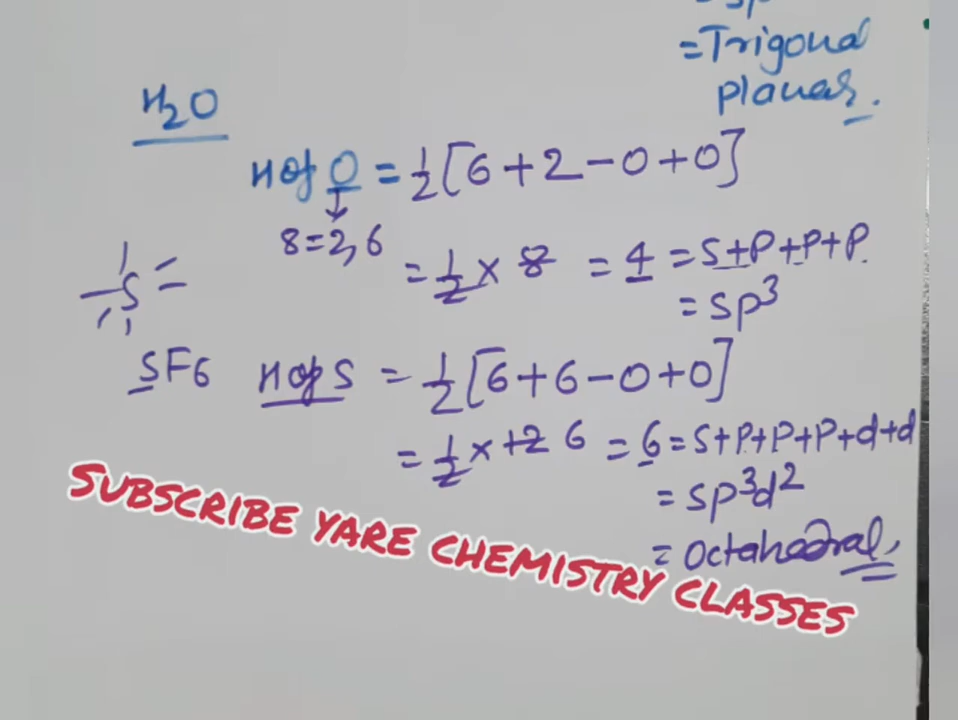 = Trigonal
planar.
H2O
H of O = 1/2 [6 + 2 - 0 + 0]
8 = 2, 6
= 1/2 × 8 = 4 = S+P+P+P
= sp³
S
SF6 H of S = 1/2 [6 + 6 - 0 + 0]
= 1/2 × 12 6 = 6 = S+P+P+P+d+d
= sp³d²
= Octahedral,
SUBSCRIBE YARE CHEMISTRY CLASSES